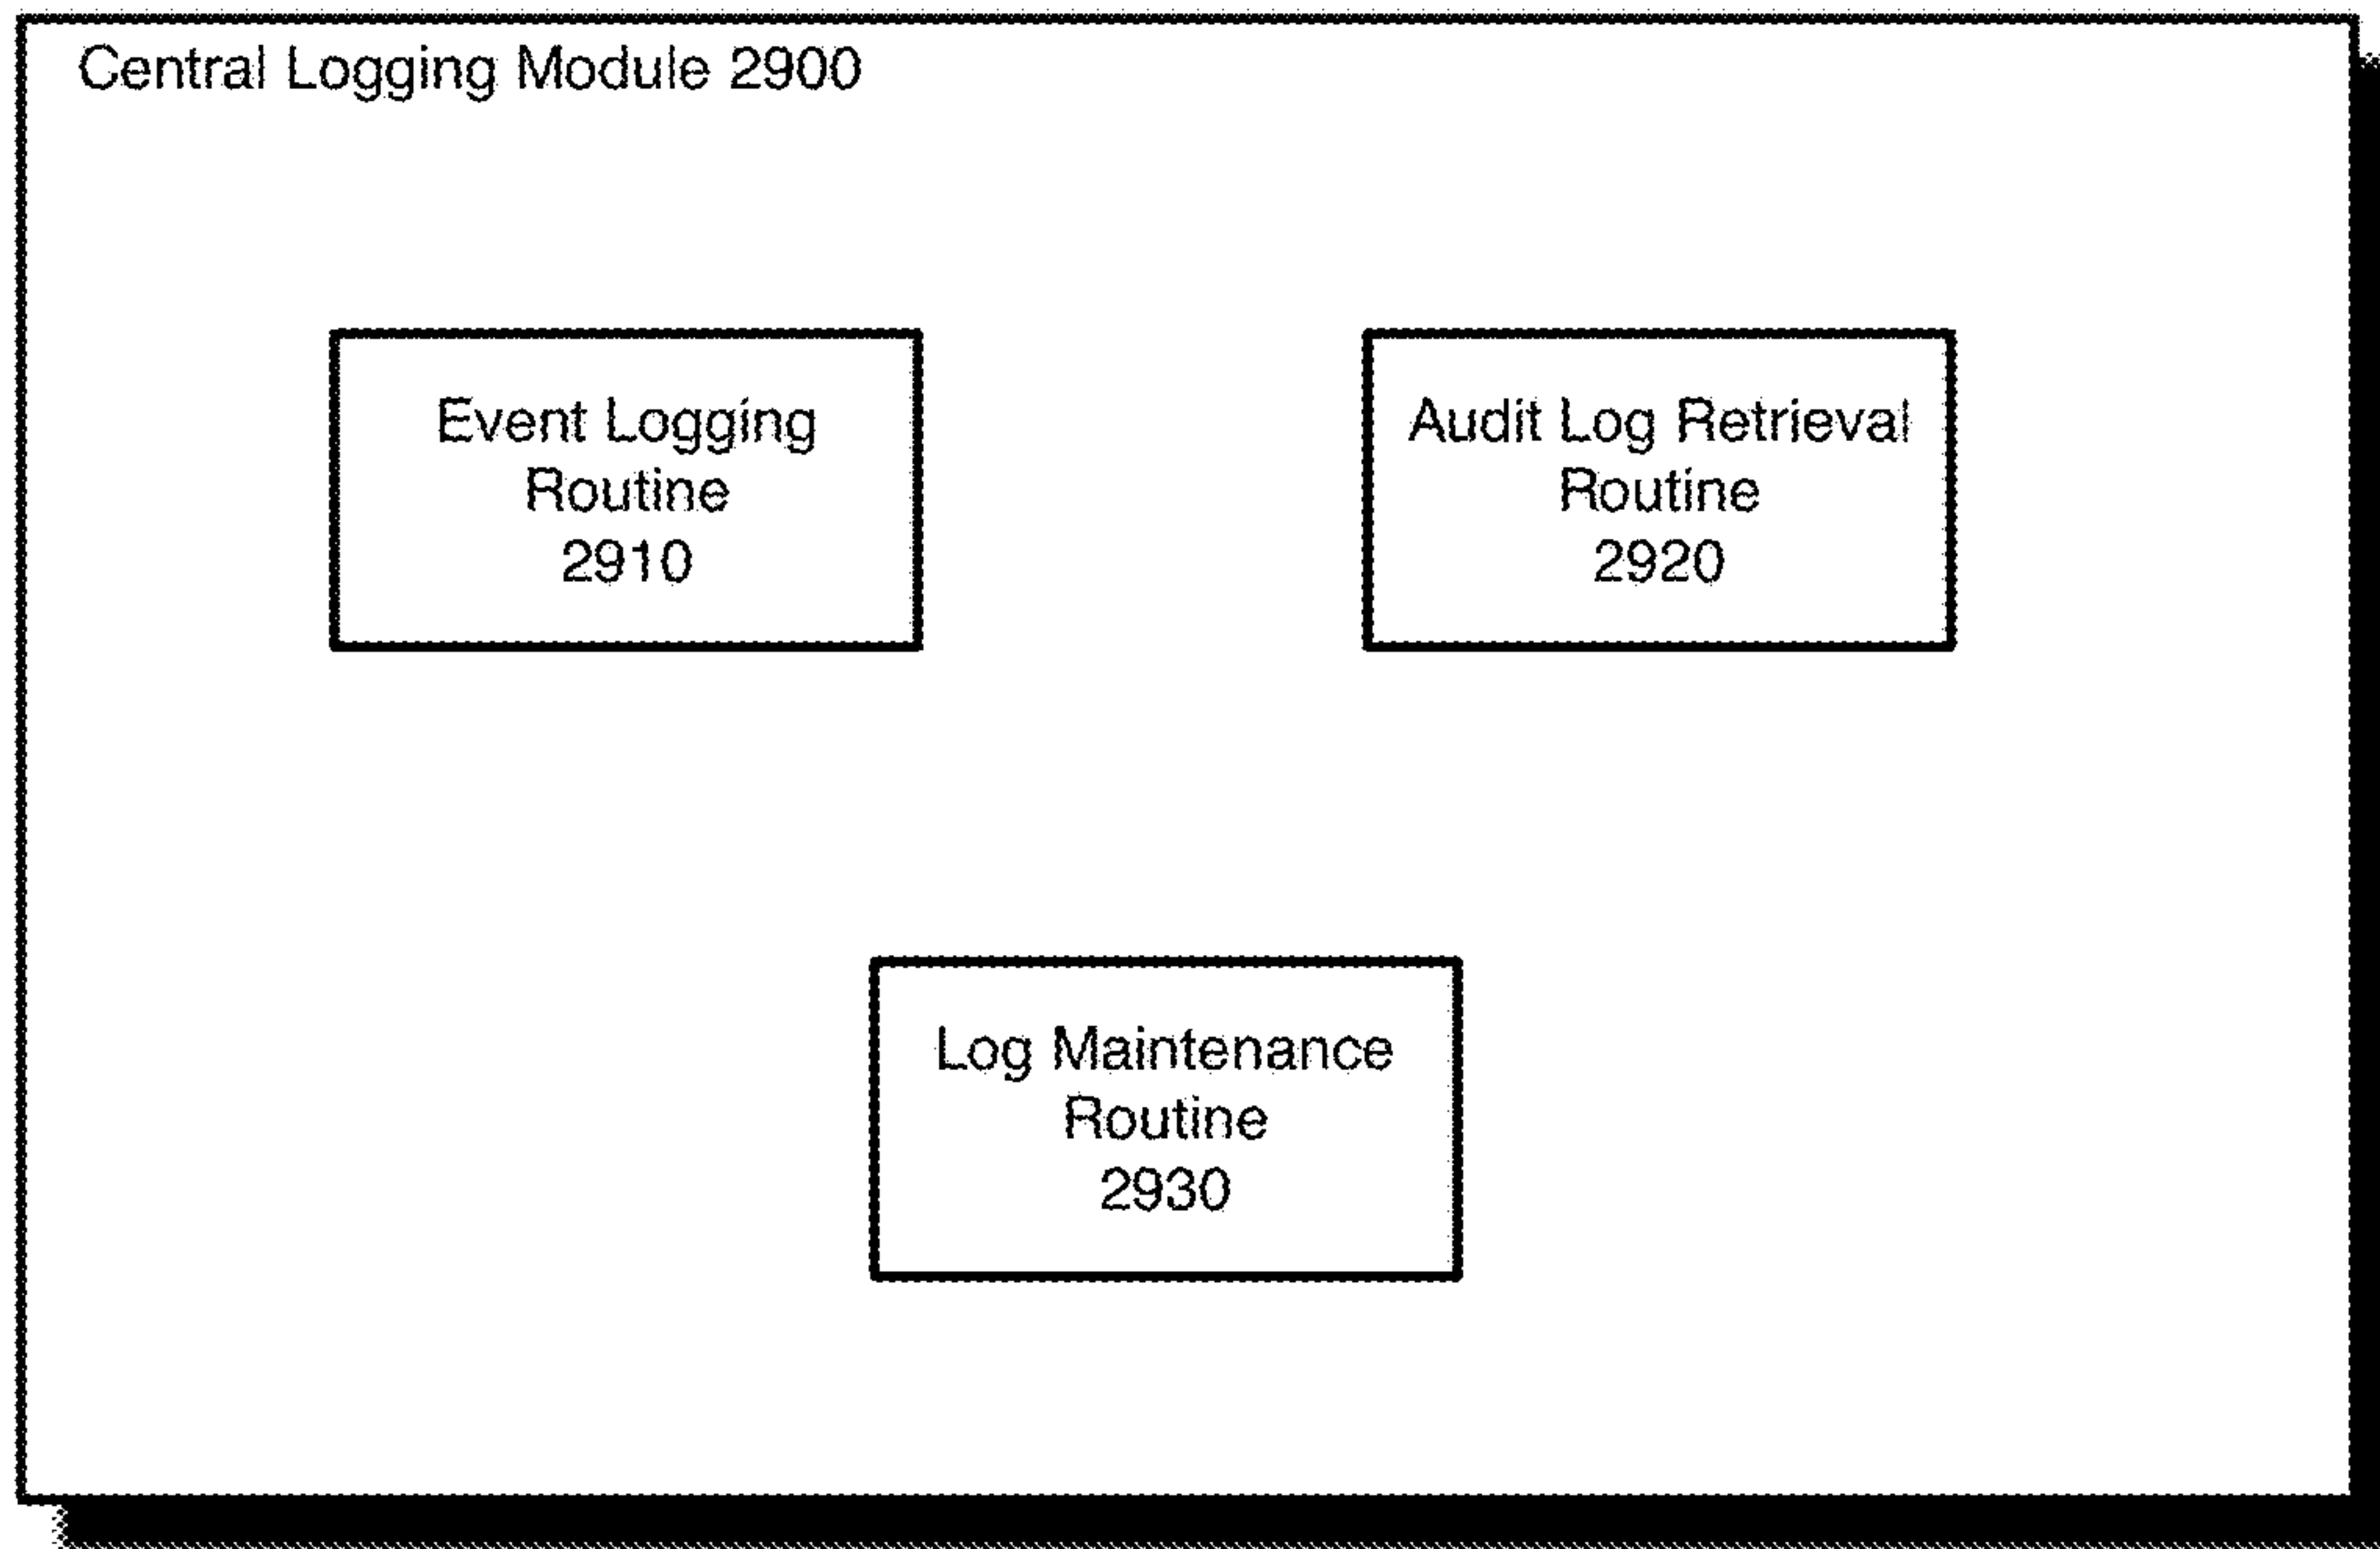 Central Logging Module 2900
Event Logging
Routine
2910
Audit Log Retrieval
Routine
2920
Log Maintenance
Routine
2930